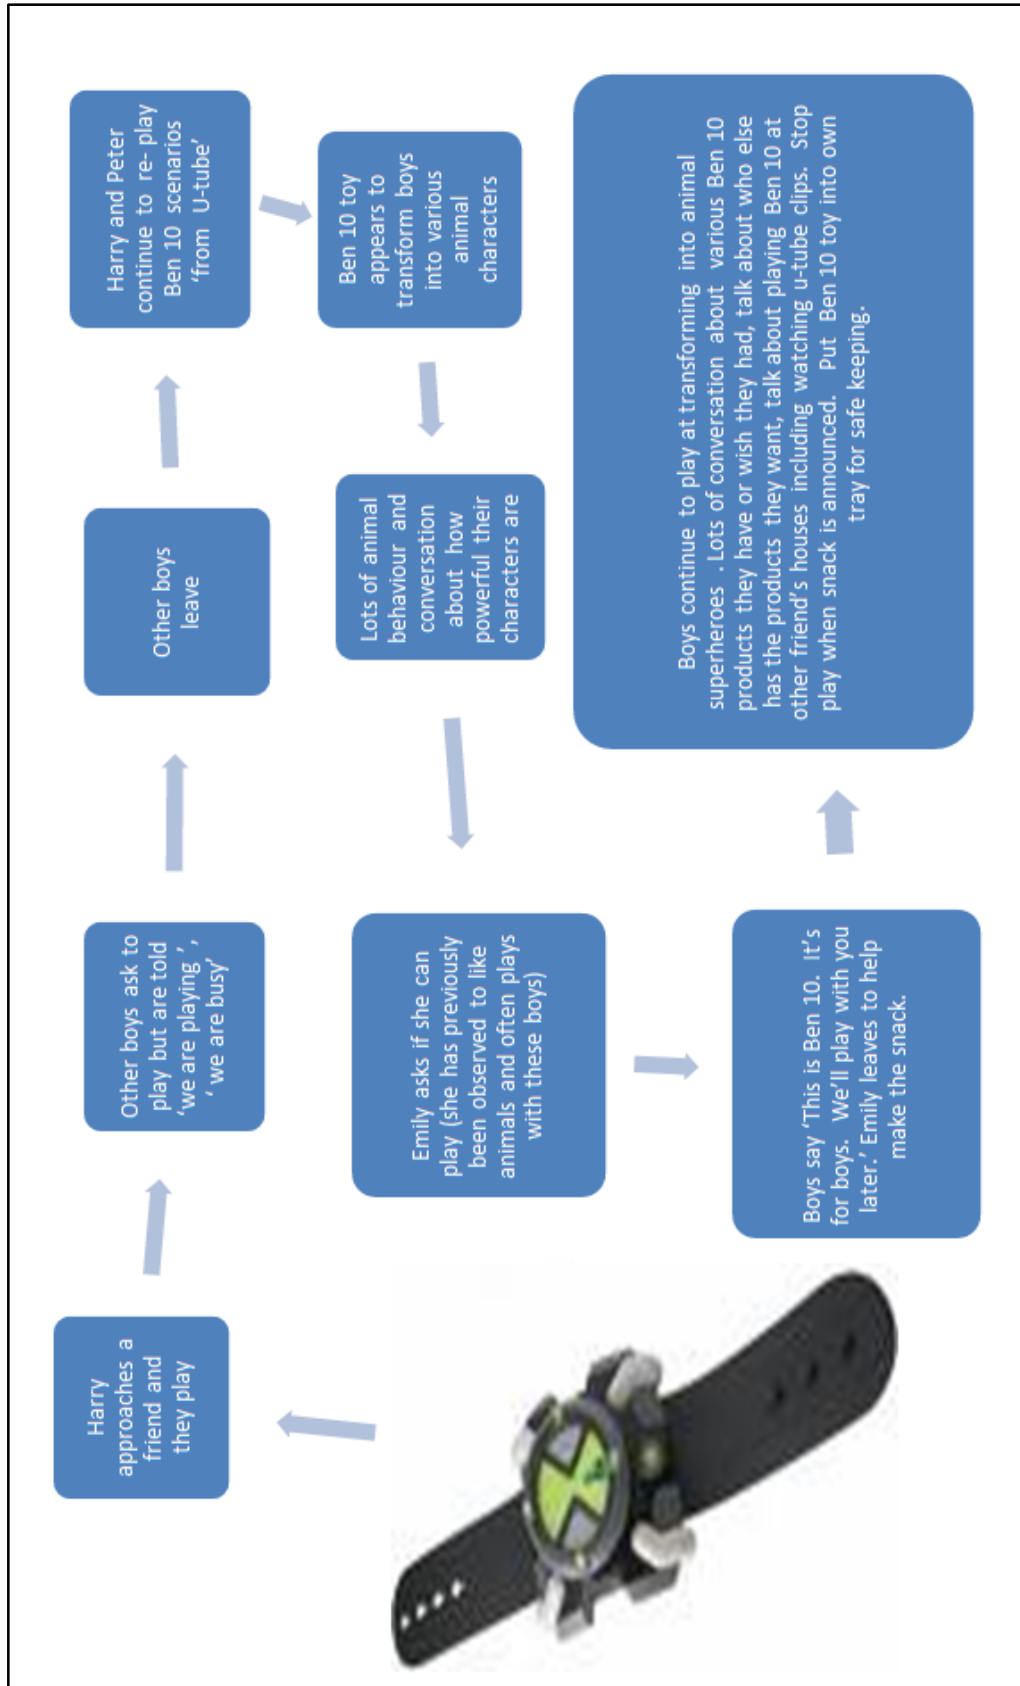 Harry
approaches a
friend and
they play
Other boys ask to
play but are told
'we are playing ',
' we are busy'
Other boys
leave
Harry and Peter
continue to re- play
Ben 10 scenarios
'from U-tube'
Ben 10 toy
appears to
transform boys
into various
animal
characters
Lots of animal
behaviour and
conversation
about how
powerful their
characters are
Emily asks if she can
play (she has previously
been observed to like
animals and often plays
with these boys)
Boys say 'This is Ben 10. It's
for boys. We'll play with you
later.' Emily leaves to help
make the snack.
Boys continue to play at transforming into animal
superheroes . Lots of conversation about various Ben 10
products they have or wish they had, talk about who else
has the products they want, talk about playing Ben 10 at
other friend's houses including watching u-tube clips. Stop
play when snack is announced. Put Ben 10 toy into own
tray for safe keeping.